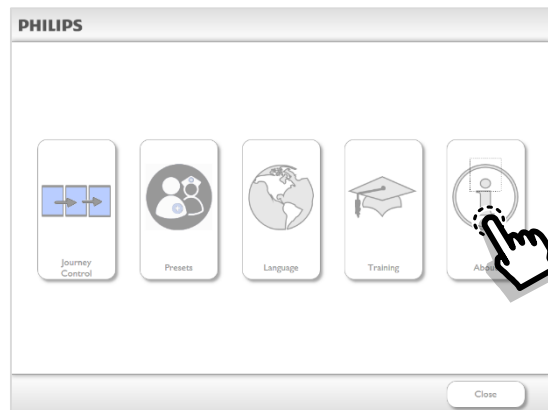 PHILIPS
Journey
Control
Presets
Language
Training
Close